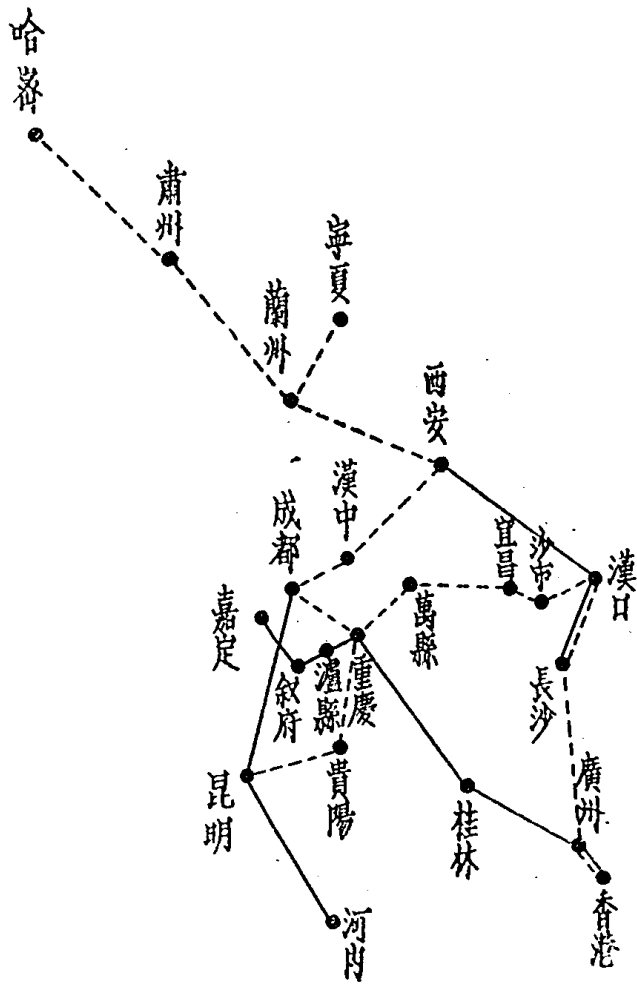 哈密
肅州
寧夏
蘭州
西安
漢中
成都
宜昌
沙市
漢口
嘉定
萬縣
敘府
瀘縣
重慶
長沙
昆明
貴陽
桂林
廣州
香港
河內